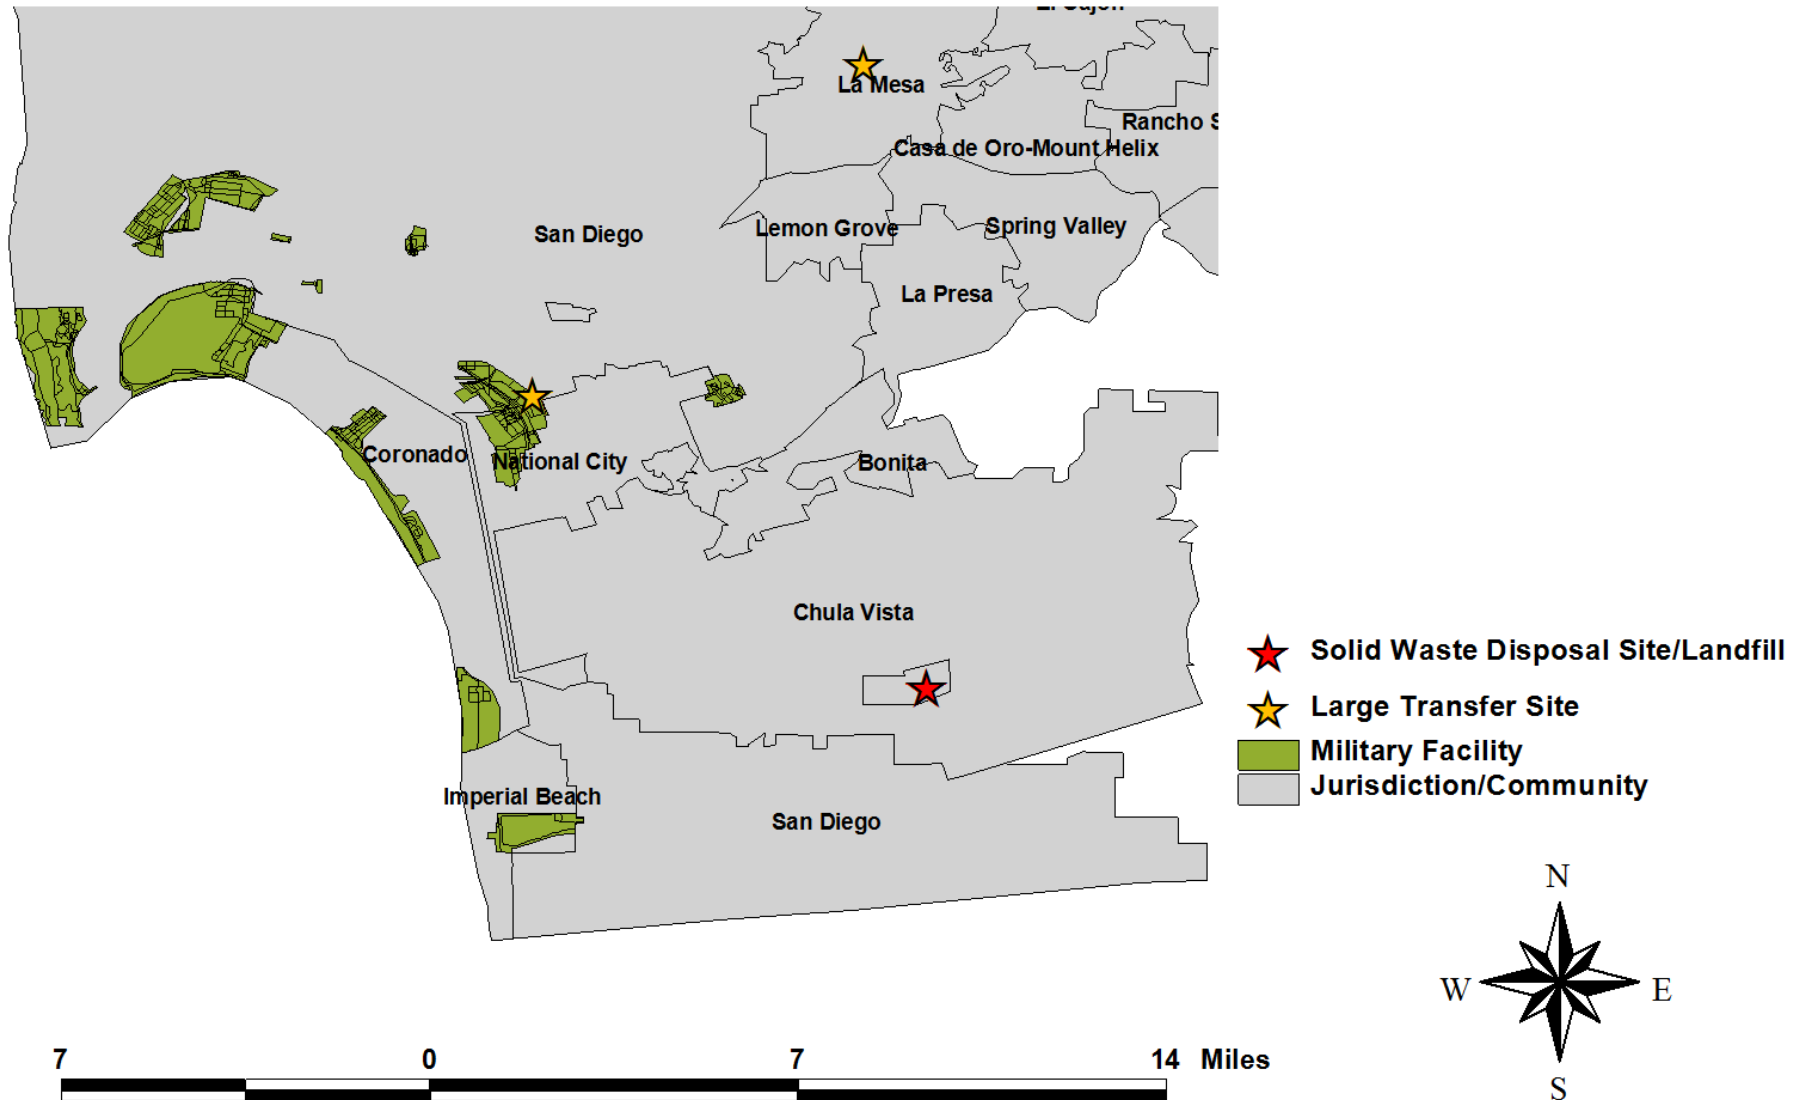 La Mesa
Rancho S
Casa de Oro-Mount Helix
San Diego
Lemon Grove
Spring Valley
La Presa
Coronado
National City
Bonita
Chula Vista
Imperial Beach
San Diego
Solid Waste Disposal Site/Landfill
Large Transfer Site
Military Facility
Jurisdiction/Community
N
W
E
S
7 0 7 14 Miles